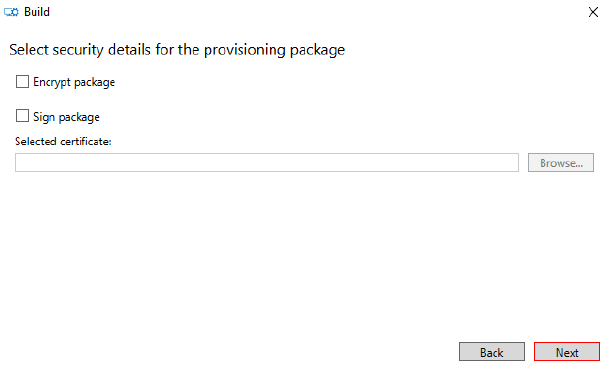 Build
Select security details for the provisioning package
Encrypt package
Sign package
Selected certificate:
Browse...
Back Next